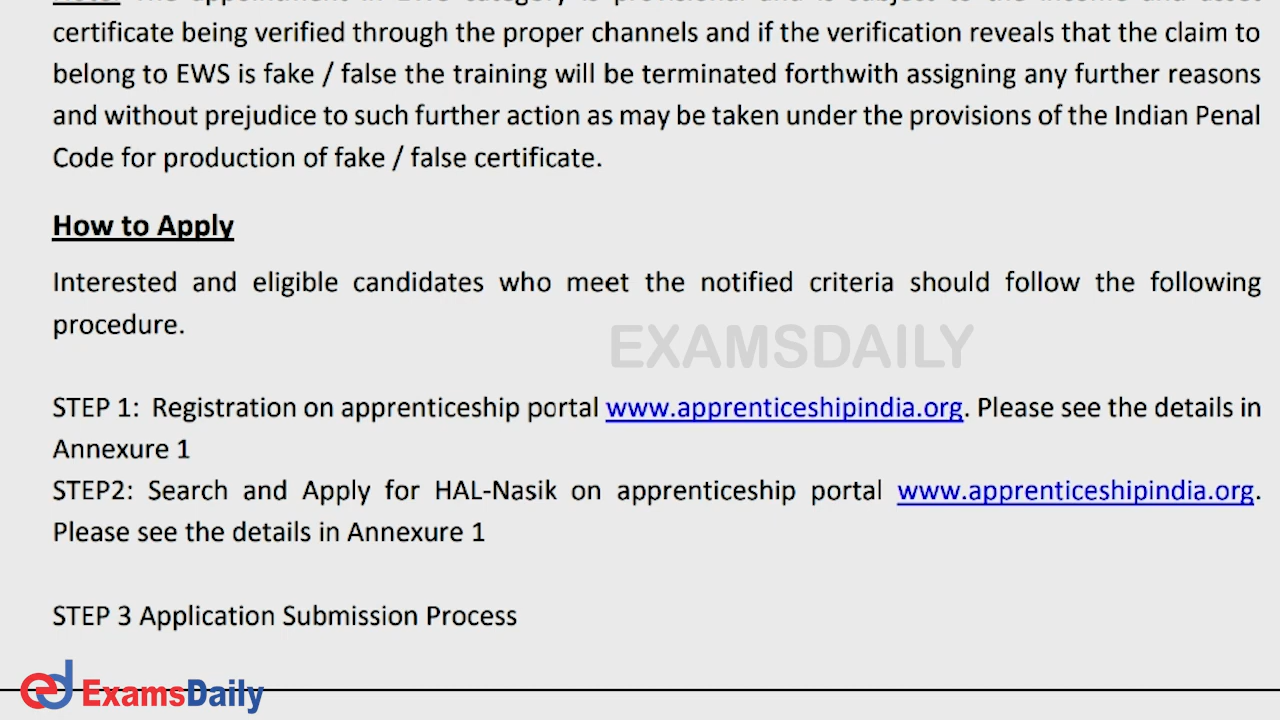 certificate being verified through the proper channels and if the verification reveals that the claim to
belong to EWS is fake / false the training will be terminated forthwith assigning any further reasons
and without prejudice to such further action as may be taken under the provisions of the Indian Penal
Code for production of fake / false certificate.
How to Apply
Interested and eligible candidates who meet the notified criteria should follow the following
procedure.
EXAMSDAILY
STEP 1: Registration on apprenticeship portal www.apprenticeshipindia.org. Please see the details in
Annexure 1
STEP2: Search and Apply for HAL-Nasik on apprenticeship portal www.apprenticeshipindia.org.
Please see the details in Annexure 1
STEP 3 Application Submission Process
ed ExamsDaily